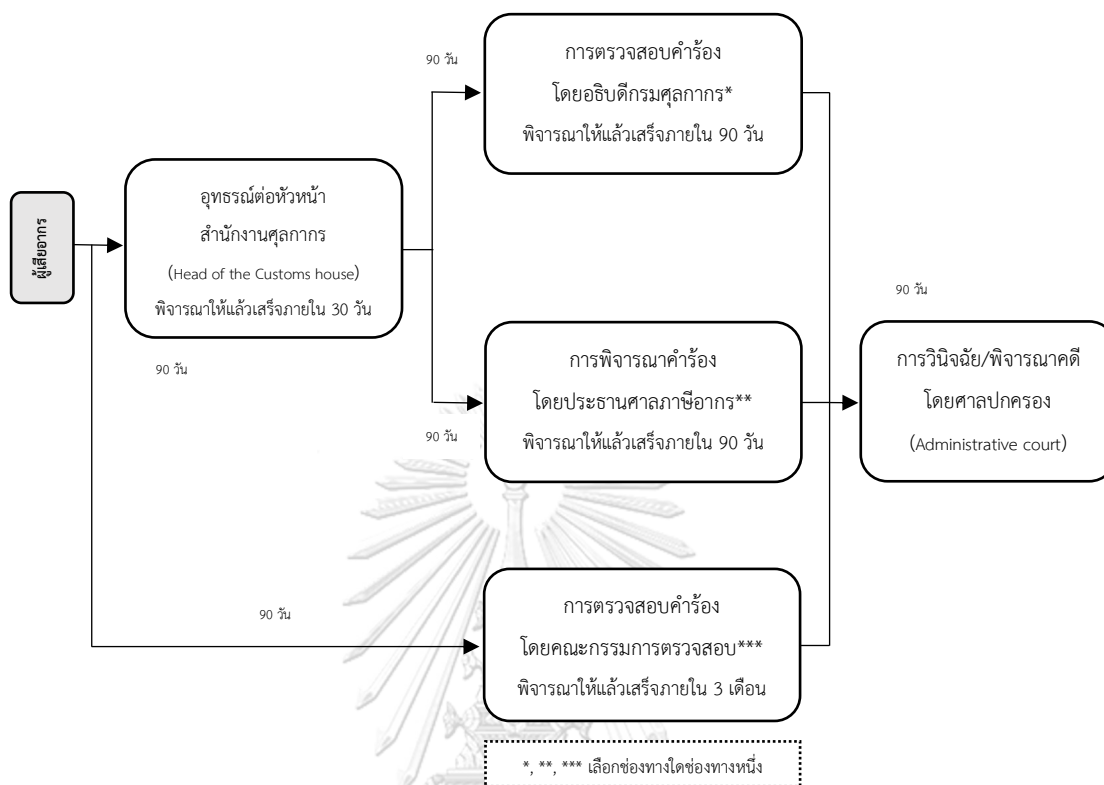 ผู้เสียอากร
90 วัน
อุทธรณ์ต่อหัวหน้า
สำนักงานศุลกากร
(Head of the Customs house)
พิจารณาให้แล้วเสร็จภายใน 30 วัน
90 วัน
การตรวจสอบคำร้อง
โดยอธิบดีกรมศุลกากร*
พิจารณาให้แล้วเสร็จภายใน 90 วัน
90 วัน
การพิจารณาคำร้อง
โดยประธานศาลภาษีอากร**
พิจารณาให้แล้วเสร็จภายใน 90 วัน
90 วัน
90 วัน
การตรวจสอบคำร้อง
โดยคณะกรรมการตรวจสอบ***
พิจารณาให้แล้วเสร็จภายใน 3 เดือน
90 วัน
การวินิจฉัย/พิจารณาคดี
โดยศาลปกครอง
(Administrative court)
*, **, *** เลือกช่องทางใดช่องทางหนึ่ง